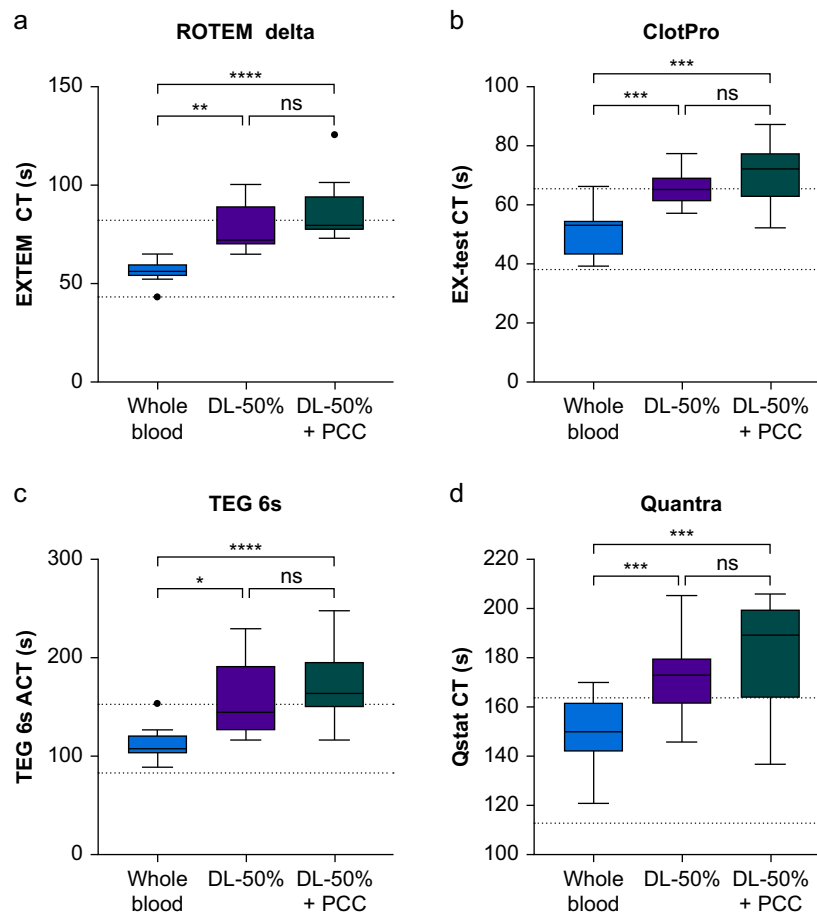 a
ROTEM delta
EXTEM CT (s)
150
100
50
0
****
**
ns
Whole
blood
DL-50%
DL-50%
+ PCC
b
ClotPro
EX-test CT (s)
100
80
60
40
20
0
***
***
ns
Whole
blood
DL-50%
DL-50%
+ PCC
c
TEG 6s
TEG 6s ACT (s)
300
200
100
0
****
*
ns
Whole
blood
DL-50%
DL-50%
+ PCC
d
Quantra
Qstat CT (s)
220
200
180
160
140
120
100
***
***
ns
Whole
blood
DL-50%
DL-50%
+ PCC